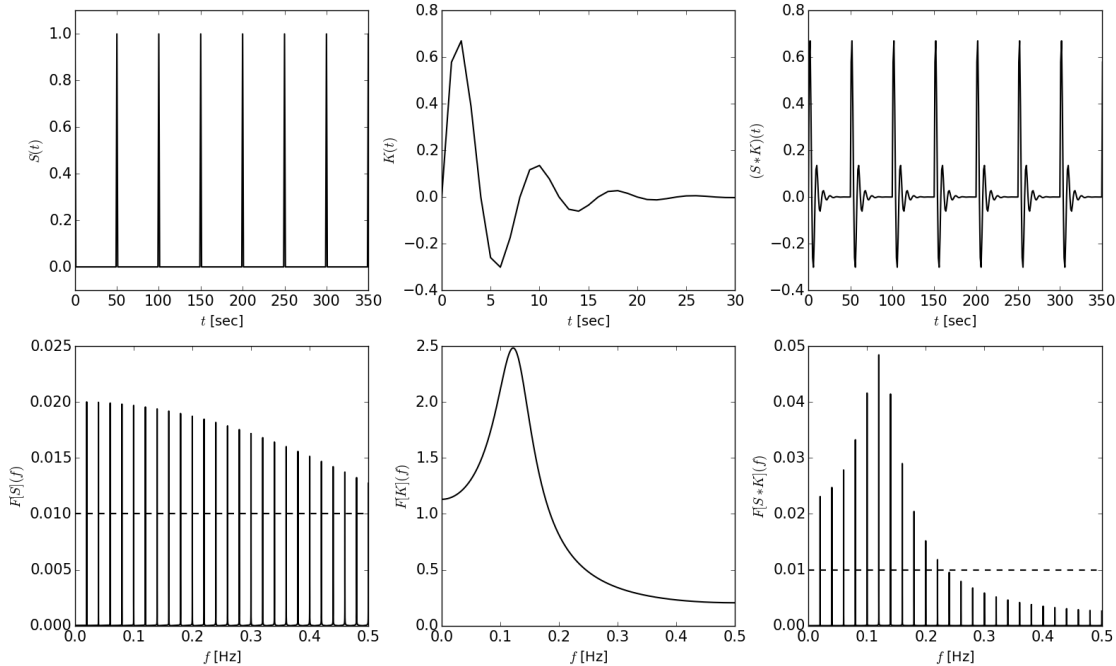 1.0
0.8
0.6
0.4
0.2
0.0
S(t)
0 50 100 150 200 250 300 350
t [sec]
0.8
0.6
0.4
0.2
0.0
−0.2
−0.4
K(t)
0 5 10 15 20 25 30
t [sec]
0.8
0.6
0.4
0.2
0.0
−0.2
−0.4
(S∗K)(t)
0 50 100 150 200 250 300 350
t [sec]
0.025
0.020
0.015
0.010
0.005
0.000
F[S](f)
0.0 0.1 0.2 0.3 0.4 0.5
f [Hz]
2.5
2.0
1.5
1.0
0.5
0.0
F[K](f)
0.0 0.1 0.2 0.3 0.4 0.5
f [Hz]
0.05
0.04
0.03
0.02
0.01
0.00
F[S∗K](f)
0.0 0.1 0.2 0.3 0.4 0.5
f [Hz]